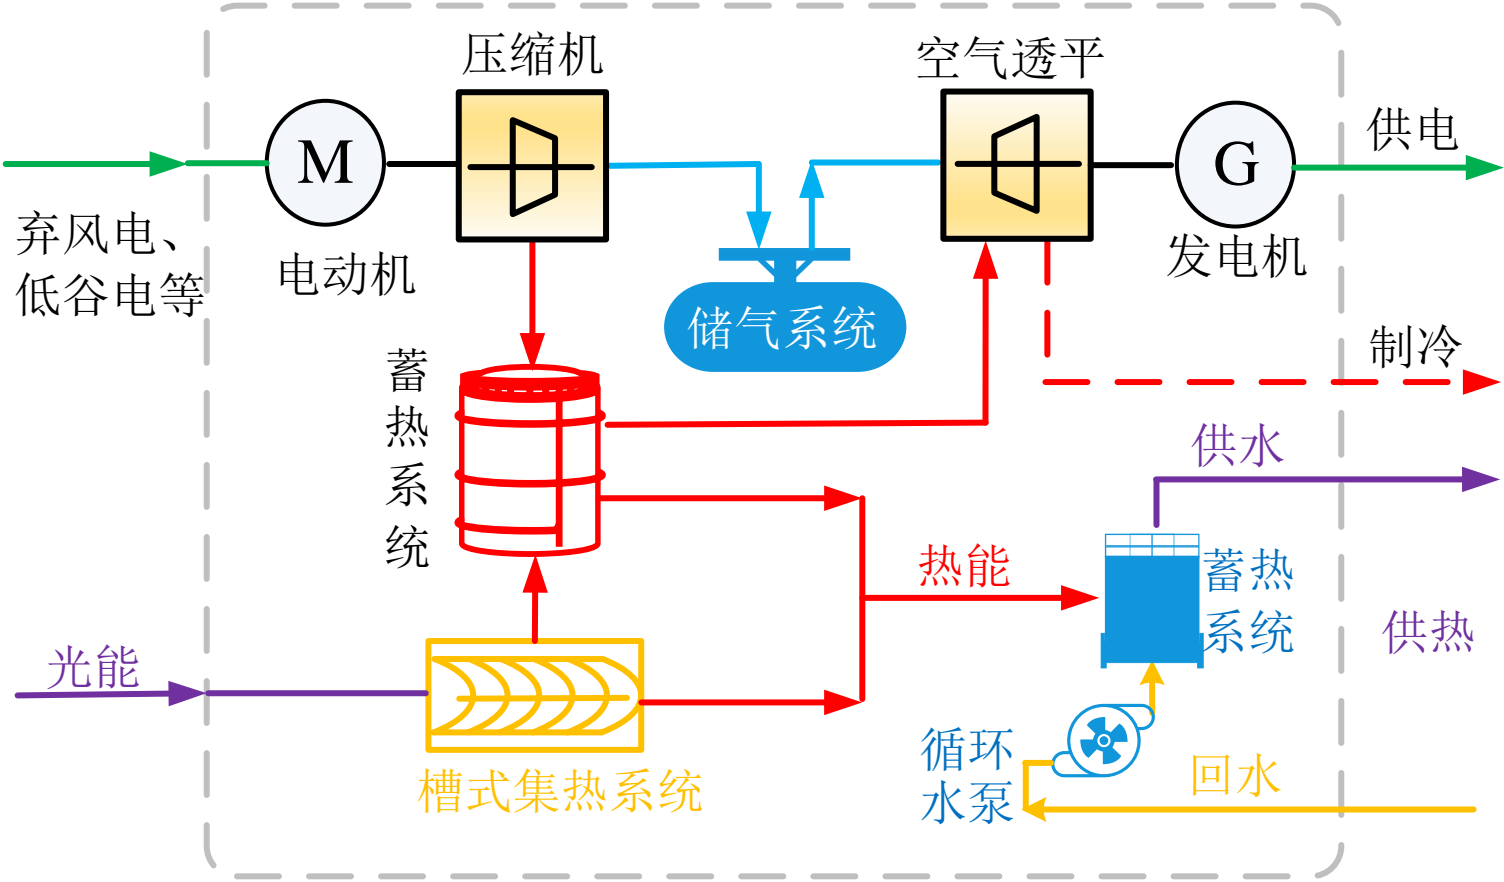 压缩机
空气透平
M
G
供电
弃风电、
低谷电等
电动机
发电机
储气系统
制冷
蓄
热
系
统
供水
热能
蓄热
系统
供热
光能
循环
水泵
回水
槽式集热系统